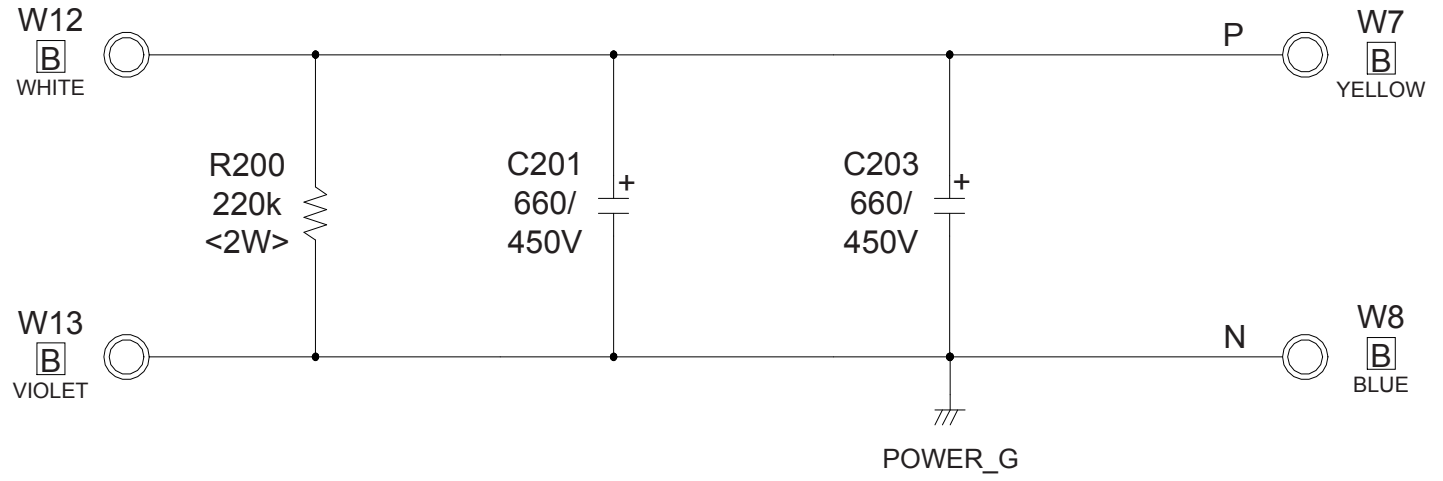 W12
B
WHITE
P
W7
B
YELLOW
R200
220k
<2W>
C201
+
660/
450V
C203
+
660/
450V
W13
B
VIOLET
N
W8
B
BLUE
POWER_G